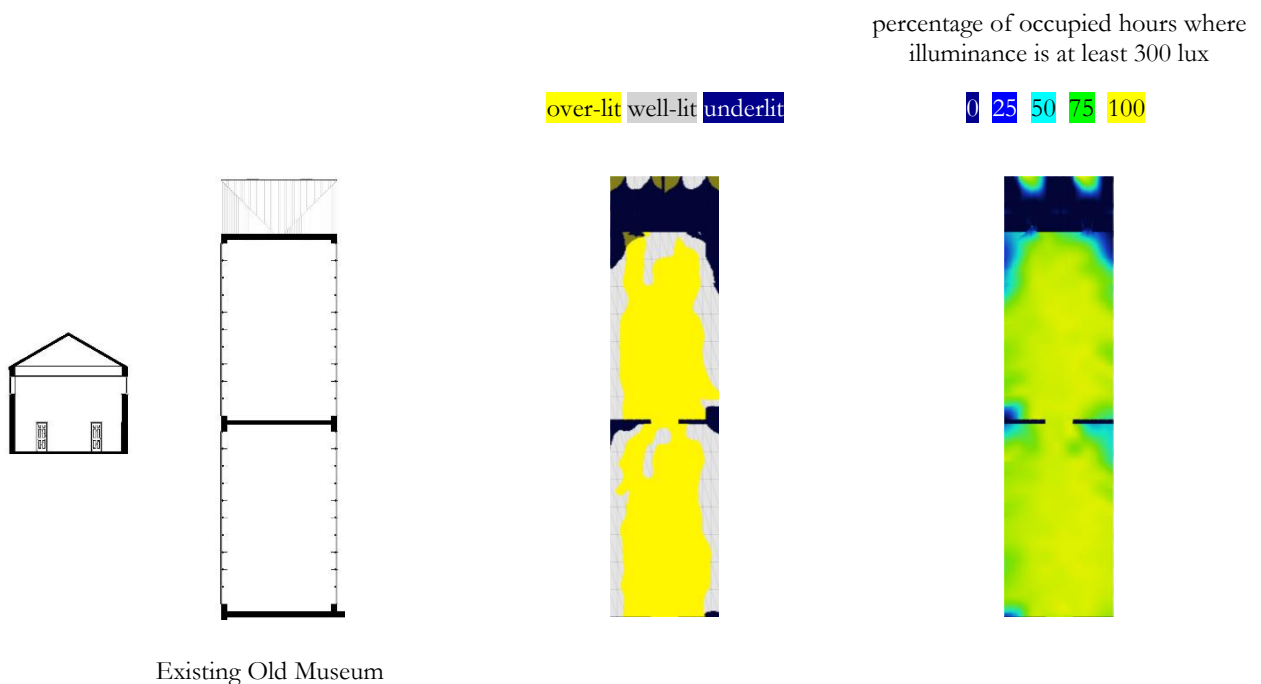 percentage of occupied hours where
illuminance is at least 300 lux
over-lit well-lit underlit
0 25 50 75 100
Existing Old Museum